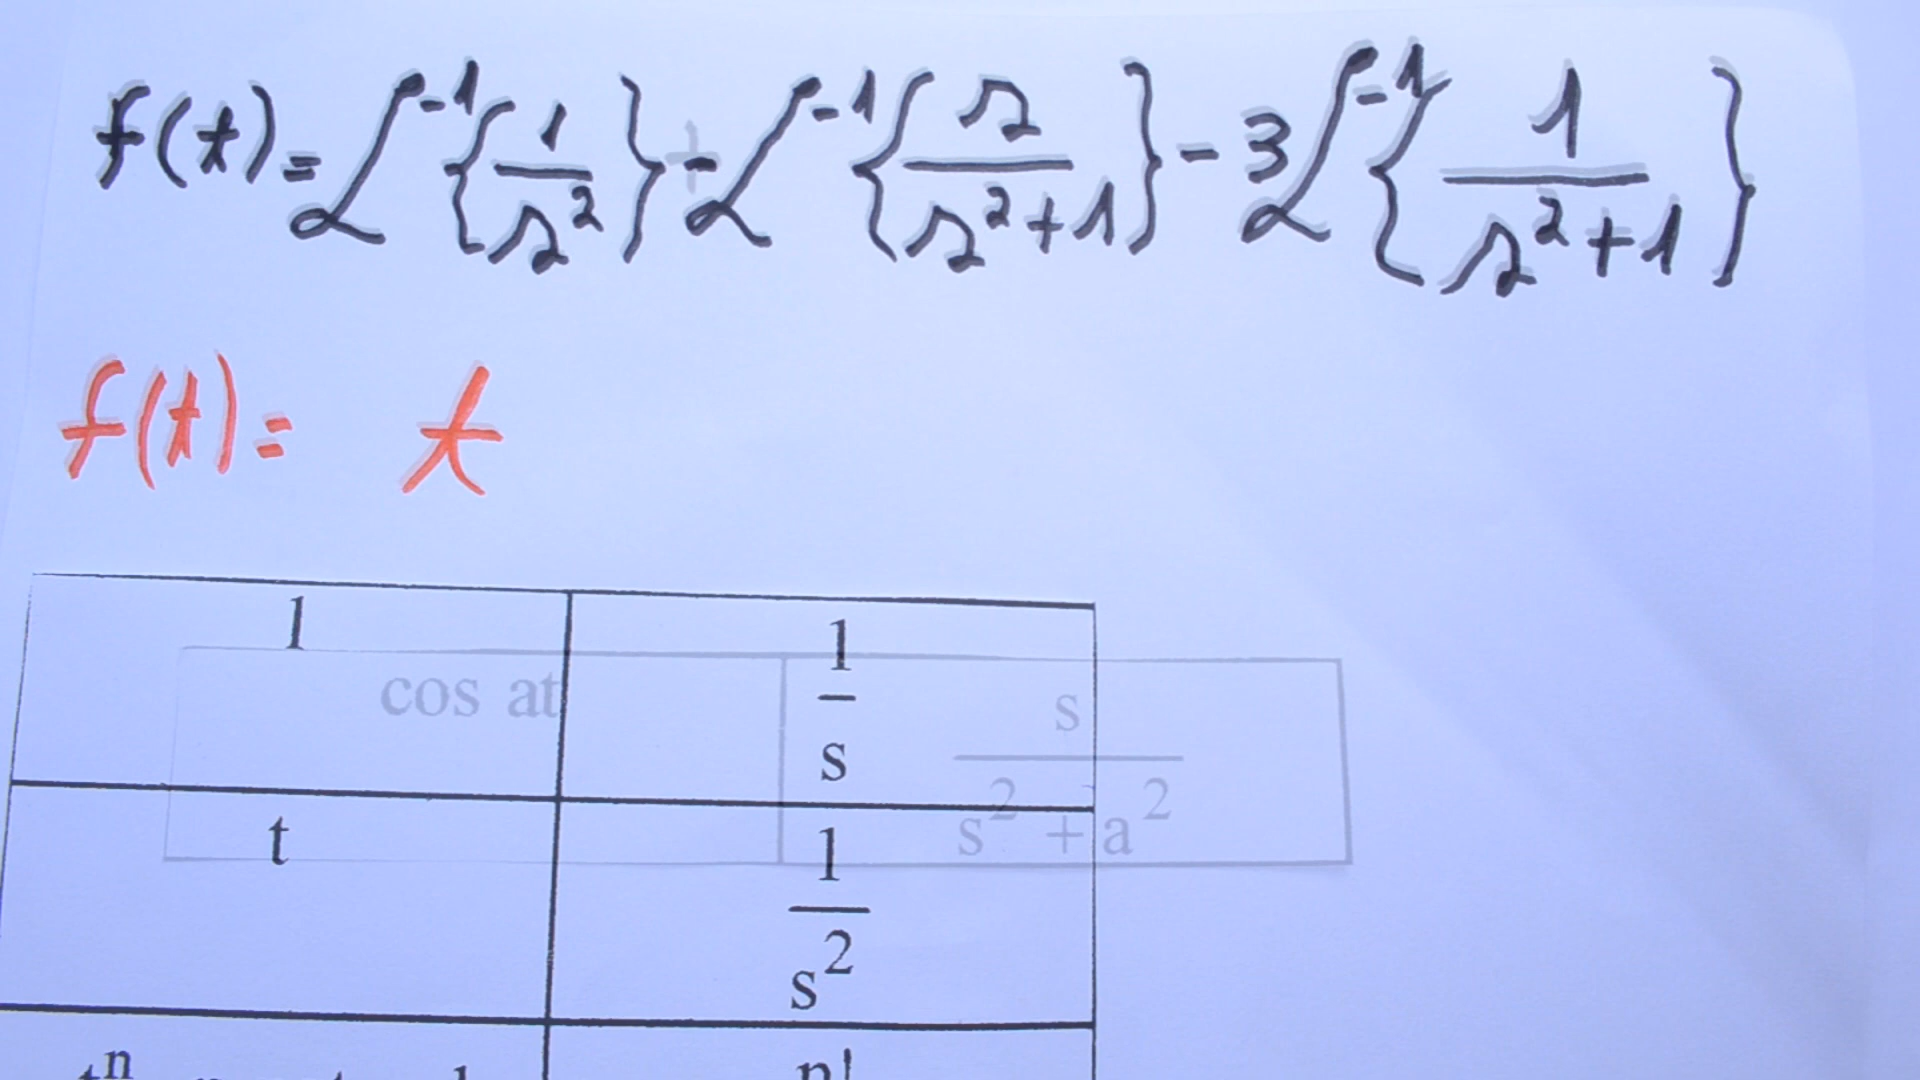 f(t)= ℒ⁻¹{1/s²} - ℒ⁻¹{s/s²+1} - 3ℒ⁻¹{1/s²+1}
f(t)= t
1 1/s
cos at s/s²+a²
t 1/s²
tⁿ n!